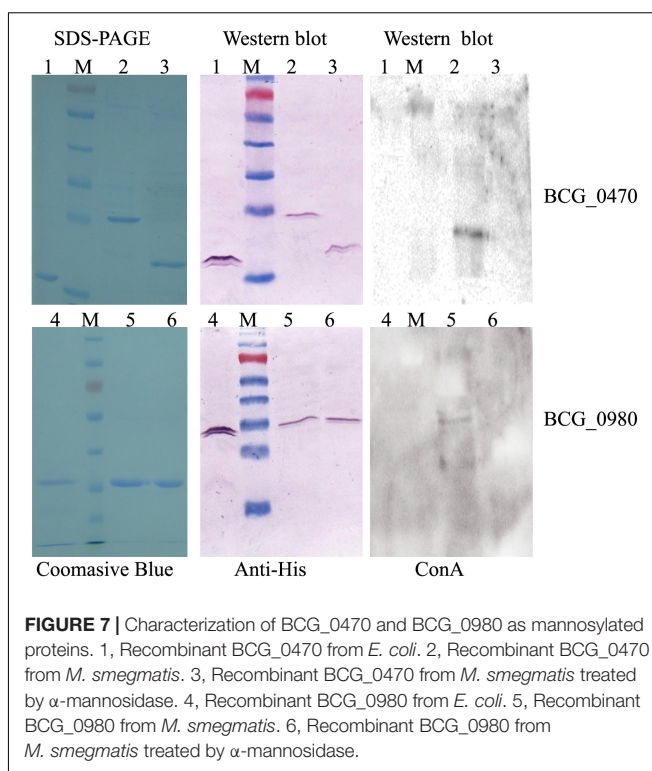 SDS-PAGE Western blot Western blot
1 M 2 3 1 M 2 3 1 M 2 3
BCG_0470
4 M 5 6 4 M 5 6 4 M 5 6
BCG_0980
Coomasive Blue Anti-His ConA
FIGURE 7 | Characterization of BCG_0470 and BCG_0980 as mannosylated
proteins. 1, Recombinant BCG_0470 from E. coli. 2, Recombinant BCG_0470
from M. smegmatis. 3, Recombinant BCG_0470 from M. smegmatis treated
by α-mannosidase. 4, Recombinant BCG_0980 from E. coli. 5, Recombinant
BCG_0980 from M. smegmatis. 6, Recombinant BCG_0980 from
M. smegmatis treated by α-mannosidase.